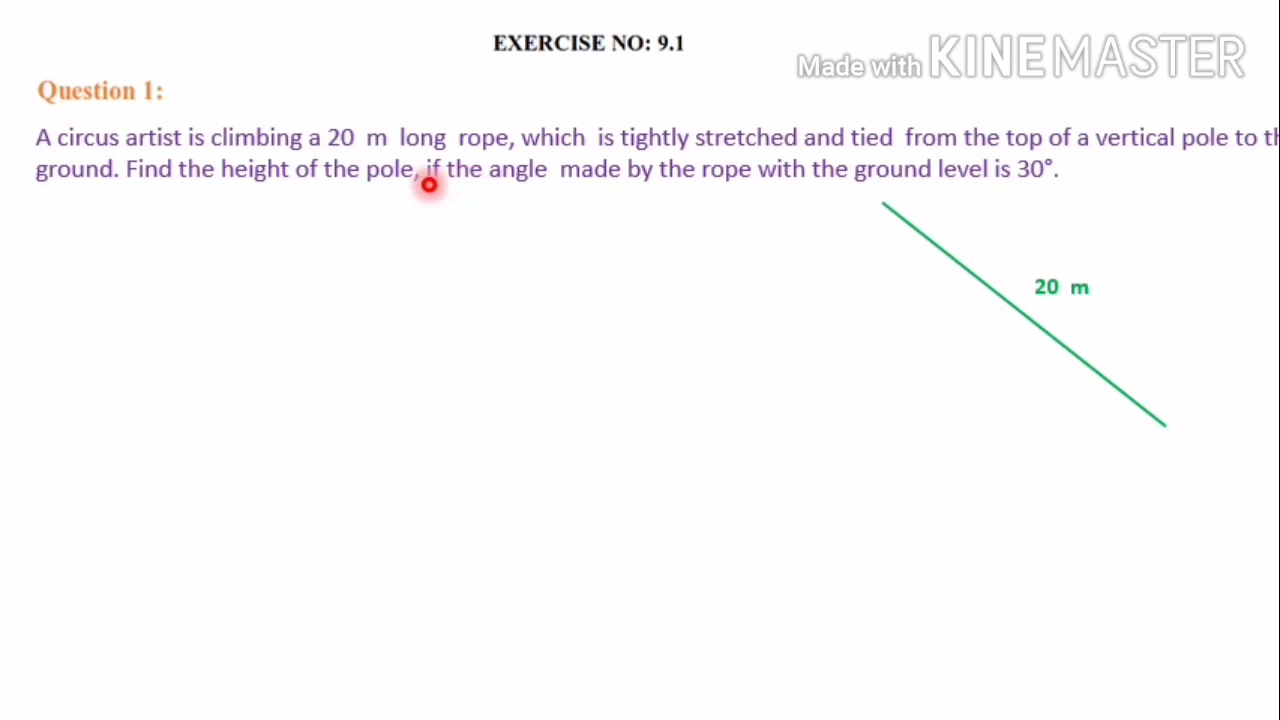 EXERCISE NO: 9.1
Made with KINEMASTER
Question 1:
A circus artist is climbing a 20 m long rope, which is tightly stretched and tied from the top of a vertical pole to th
ground. Find the height of the pole, if the angle made by the rope with the ground level is 30°.
20 m